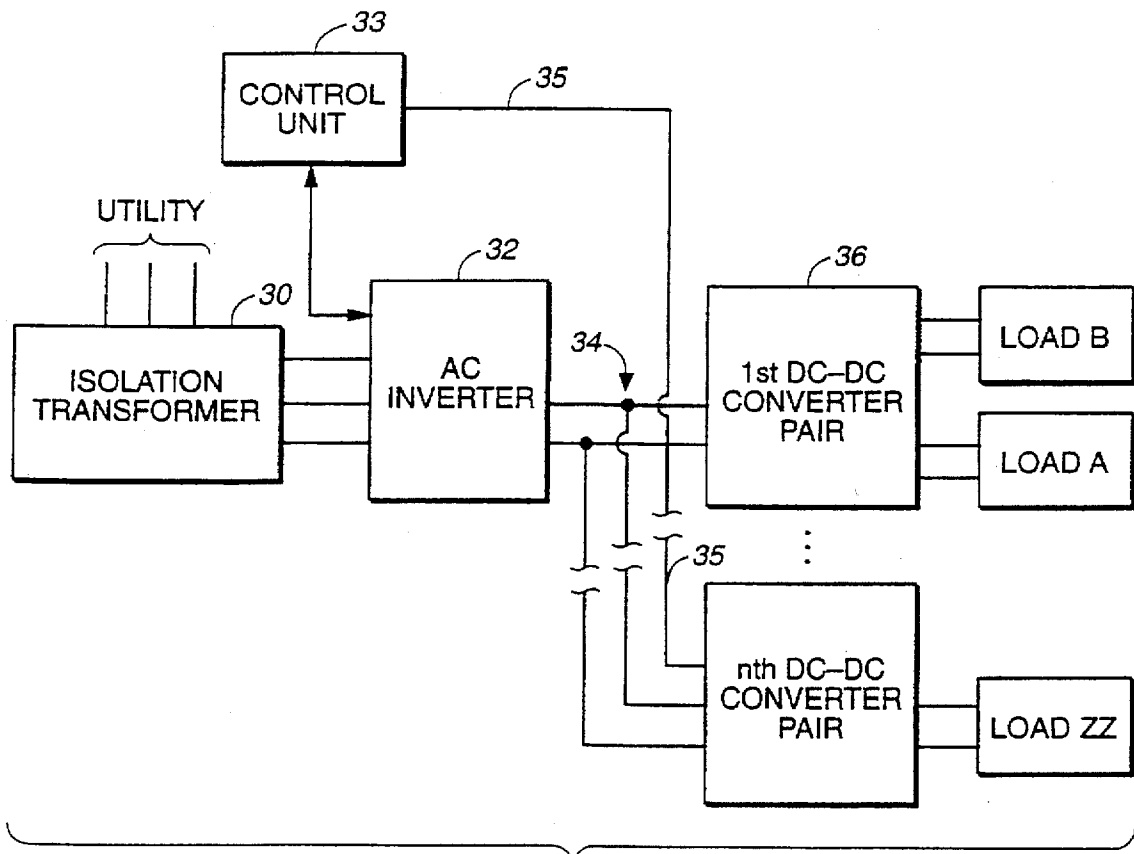 33
CONTROL
UNIT
35
UTILITY
30
ISOLATION
TRANSFORMER
32
AC
INVERTER
34
36
1st DC–DC
CONVERTER
PAIR
LOAD B
LOAD A
35
nth DC–DC
CONVERTER
PAIR
LOAD ZZ